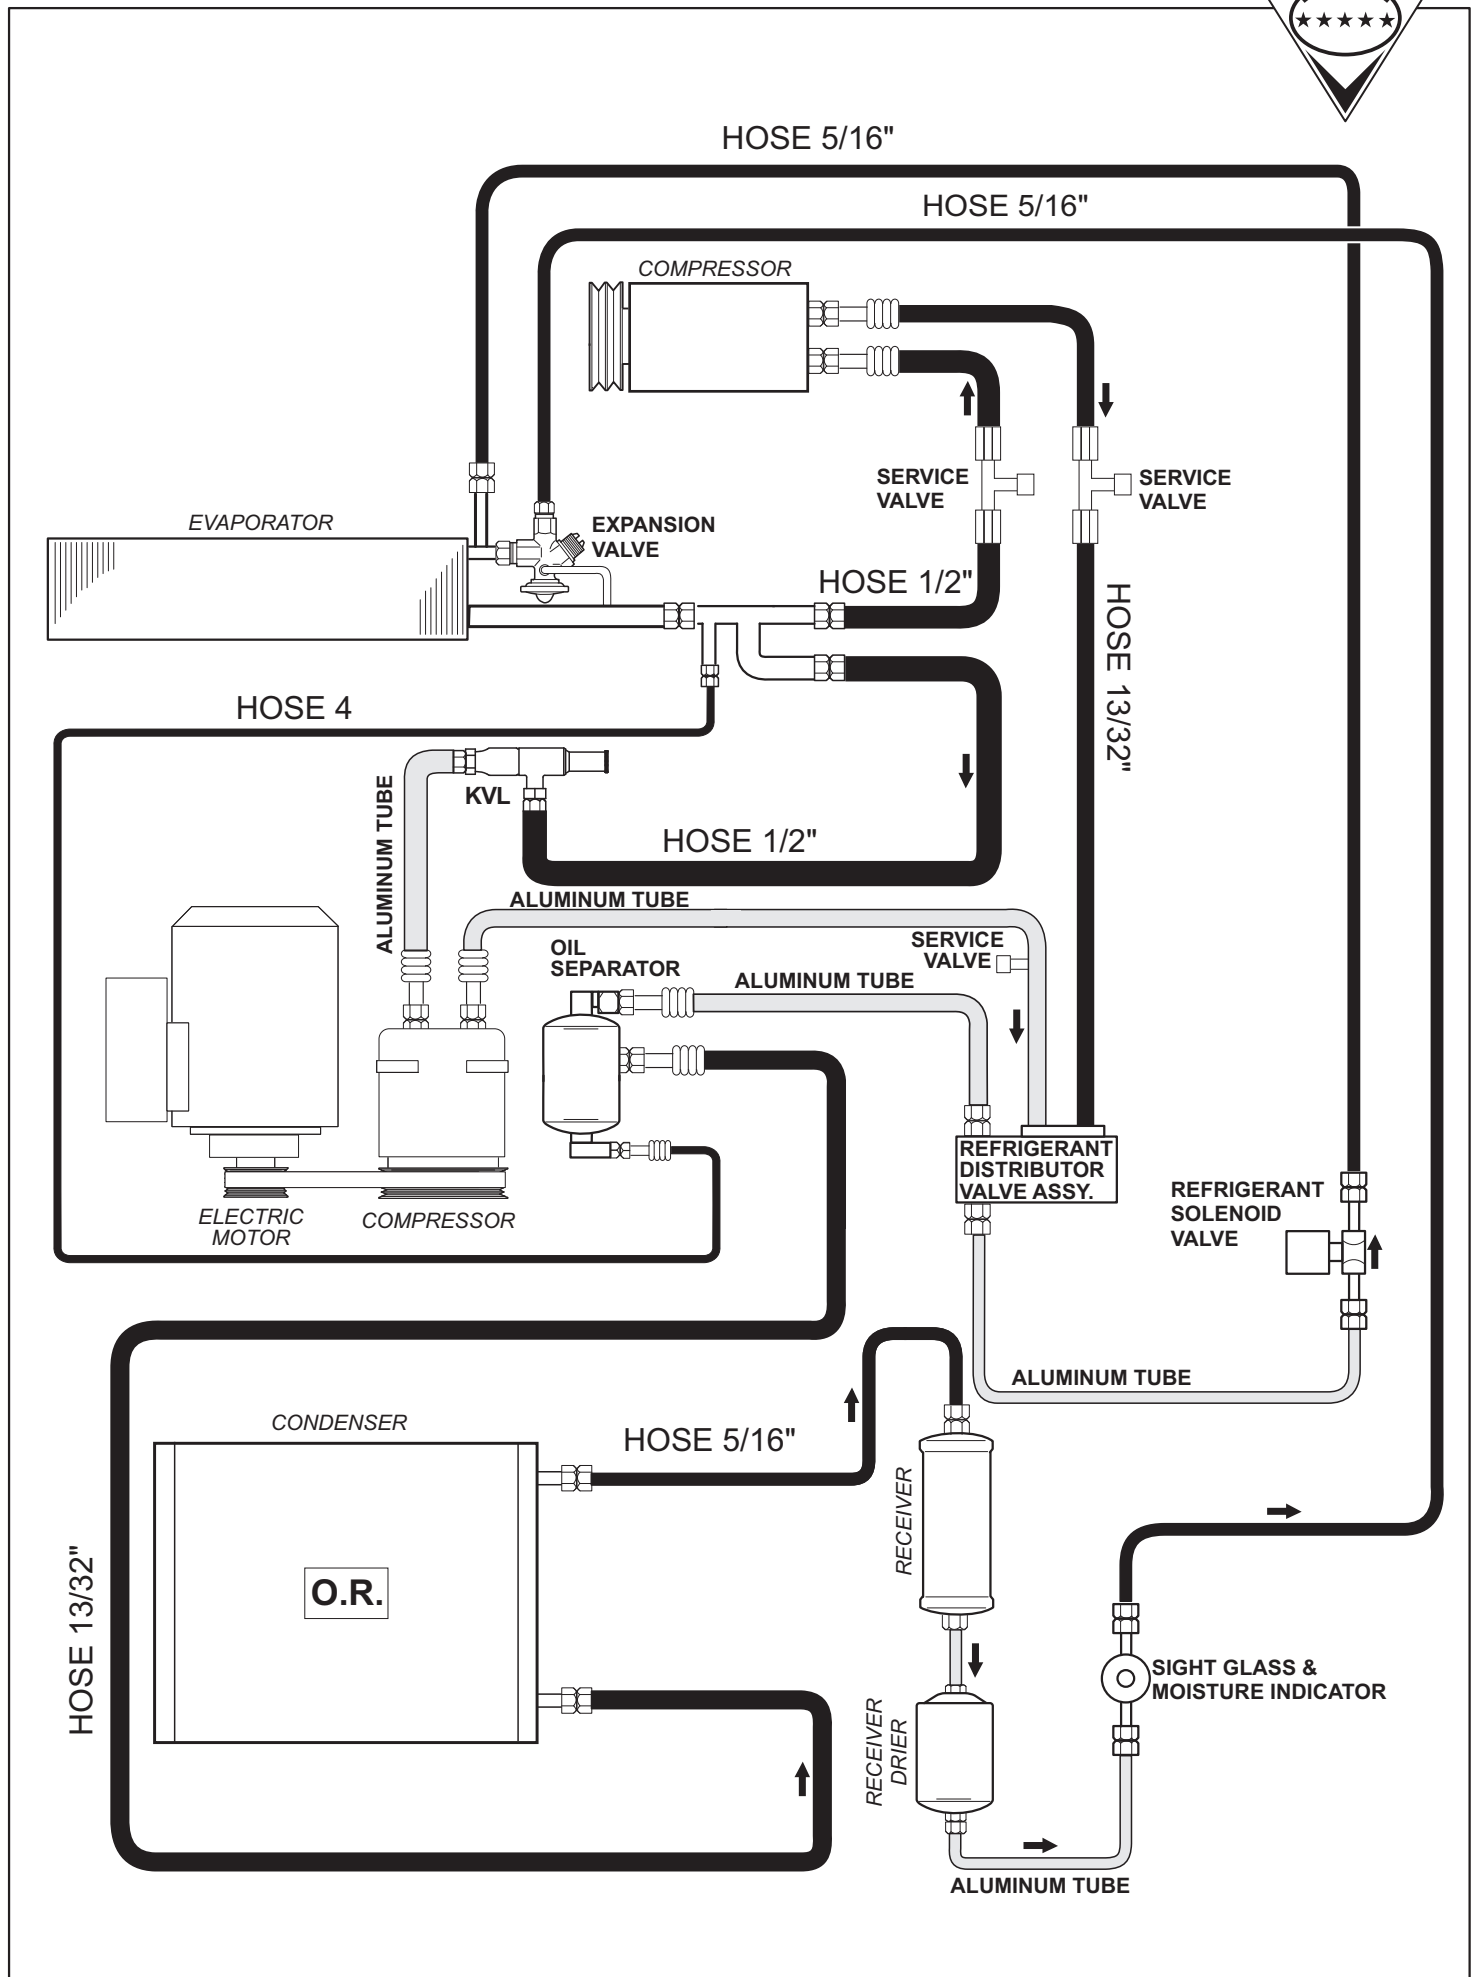 ★★★★★
HOSE 5/16"
HOSE 5/16"
COMPRESSOR
SERVICE
VALVE
SERVICE
VALVE
EVAPORATOR
EXPANSION
VALVE
HOSE 1/2"
HOSE 13/32"
HOSE 4
KVL
ALUMINUM TUBE
HOSE 1/2"
ALUMINUM TUBE
OIL
SEPARATOR
SERVICE
VALVE
ALUMINUM TUBE
REFRIGERANT
DISTRIBUTOR
VALVE ASSY.
REFRIGERANT
SOLENOID
VALVE
ELECTRIC
MOTOR
COMPRESSOR
ALUMINUM TUBE
CONDENSER
HOSE 5/16"
RECEIVER
O.R.
HOSE 13/32"
SIGHT GLASS &
MOISTURE INDICATOR
RECEIVER
DRIER
ALUMINUM TUBE